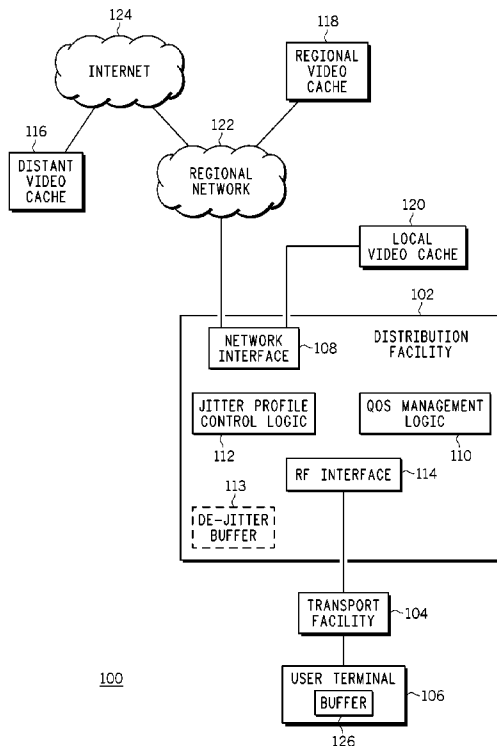 124
INTERNET
118
REGIONAL
VIDEO
CACHE
116
DISTANT
VIDEO
CACHE
122
REGIONAL
NETWORK
120
LOCAL
VIDEO CACHE
102
NETWORK
INTERFACE
108
DISTRIBUTION
FACILITY
JITTER PROFILE
CONTROL LOGIC
112
QOS MANAGEMENT
LOGIC
110
RF INTERFACE
114
113
DE-JITTER
BUFFER
TRANSPORT
FACILITY
104
100
USER TERMINAL
BUFFER
106
126